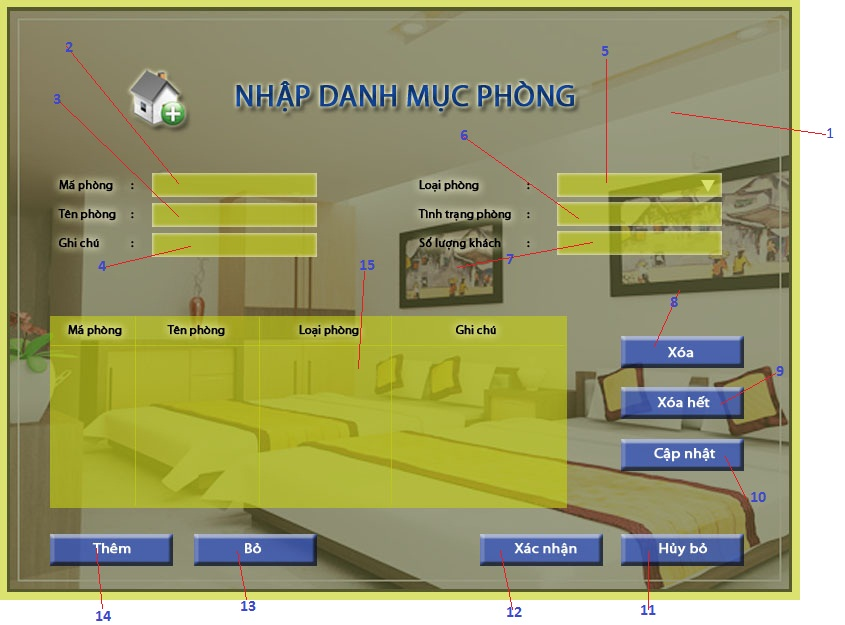 2
5
3
NHẬP DANH MỤC PHÒNG
6
1
Mã phòng :
Loại phòng :
Tên phòng :
Tình trạng phòng :
Ghi chú :
Số lượng khách :
4
15
7
8
Mã phòng Tên phòng Loại phòng Ghi chú
Xóa
9
Xóa hết
Cập nhật
10
Thêm Bỏ Xác nhận Hủy bỏ
14
13
12
11